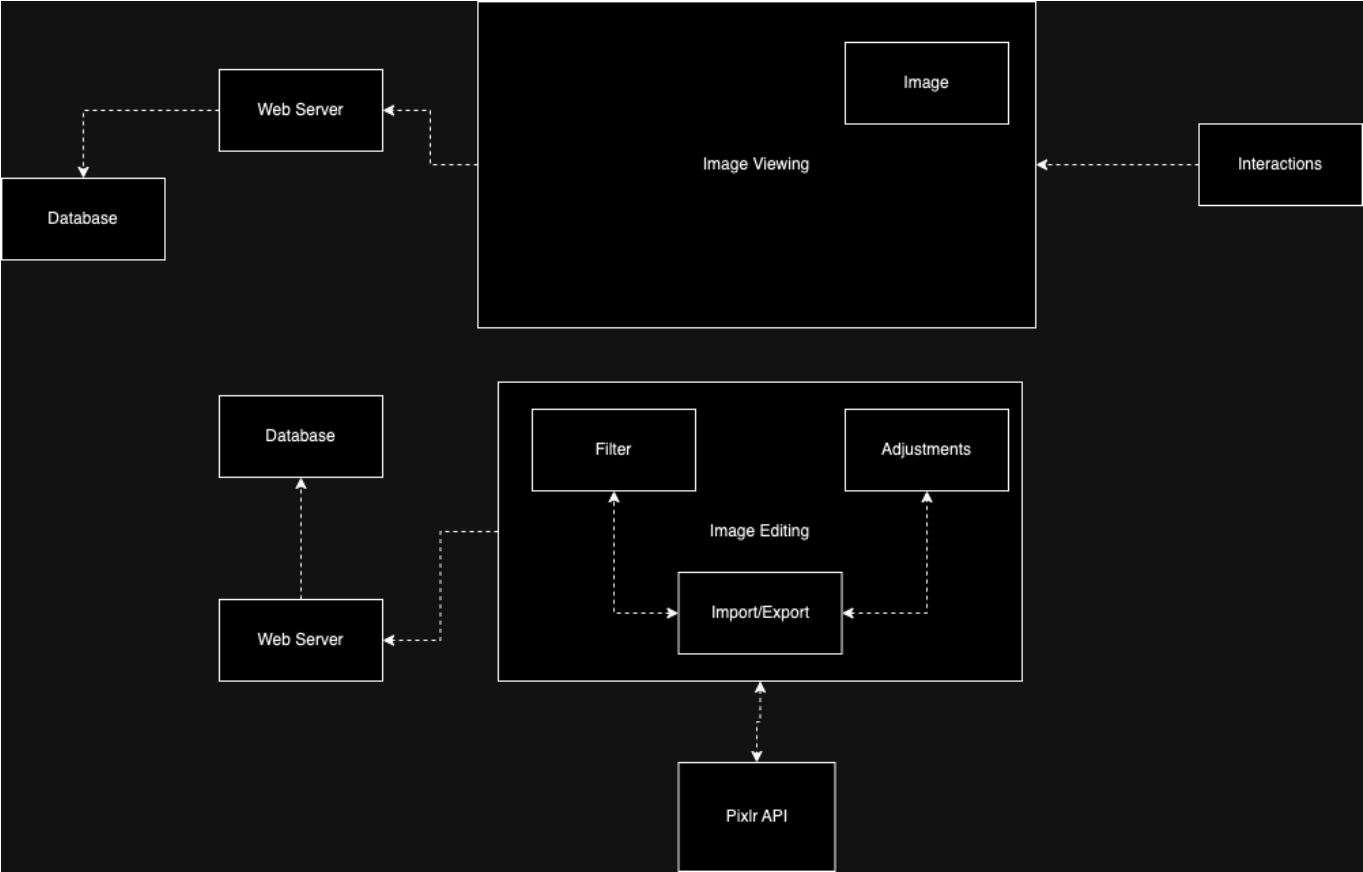 Image
Web Server
Image Viewing
Interactions
Database
Database
Filter
Adjustments
Image Editing
Import/Export
Web Server
Pixlr API